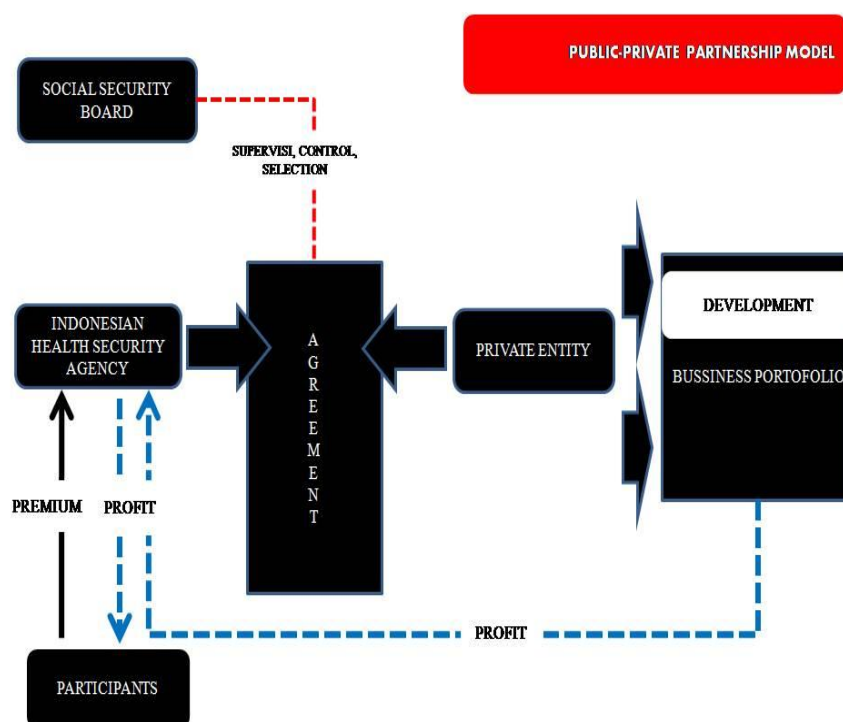 PUBLIC-PRIVATE PARTNERSHIP MODEL
SOCIAL SECURITY
BOARD
SUPERVISI, CONTROL,
SELECTION
INDONESIAN
HEALTH SECURITY
AGENCY
AGREEMENT
PRIVATE ENTITY
DEVELOPMENT
BUSSINESS PORTOFOLIO
PREMIUM
PROFIT
PROFIT
PARTICIPANTS